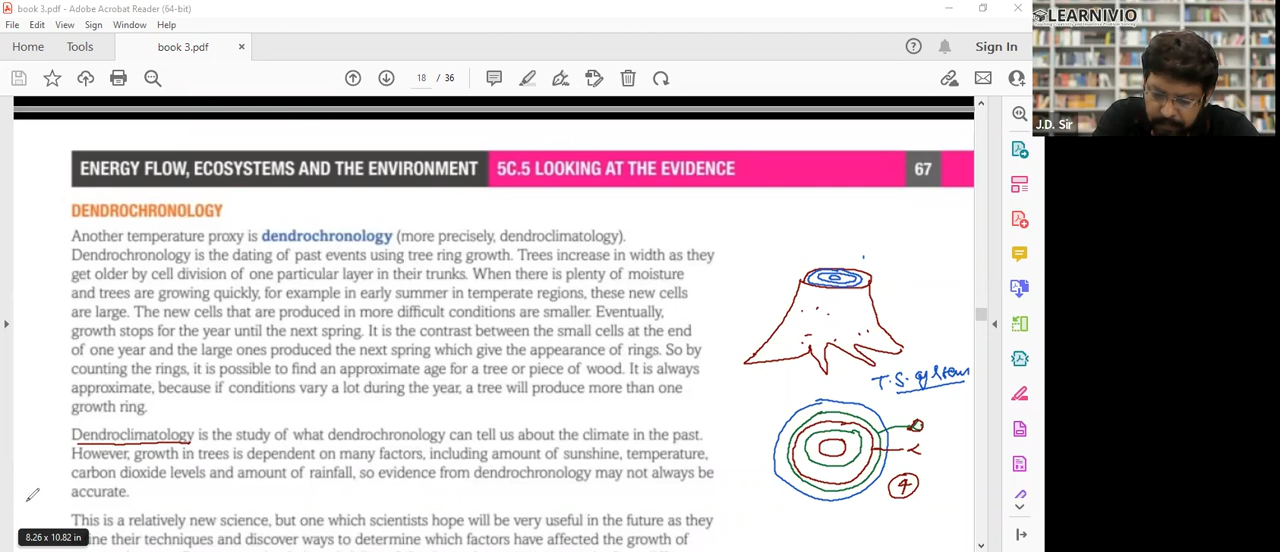 book 3.pdf - Adobe Acrobat Reader (64-bit)
File Edit View Sign Window Help
Home Tools book 3.pdf × Sign In
18 / 36
LEARNIVIO
J.D. Sir
ENERGY FLOW, ECOSYSTEMS AND THE ENVIRONMENT 5C.5 LOOKING AT THE EVIDENCE 67
DENDROCHRONOLOGY
Another temperature proxy is dendrochronology (more precisely, dendroclimatology).
Dendrochronology is the dating of past events using tree ring growth. Trees increase in width as they
get older by cell division of one particular layer in their trunks. When there is plenty of moisture
and trees are growing quickly, for example in early summer in temperate regions, these new cells
are large. The new cells that are produced in more difficult conditions are smaller. Eventually,
growth stops for the year until the next spring. It is the contrast between the small cells at the end
of one year and the large ones produced the next spring which give the appearance of rings. So by
counting the rings, it is possible to find an approximate age for a tree or piece of wood. It is always
approximate, because if conditions vary a lot during the year, a tree will produce more than one
growth ring.
T.S. of stem
Dendroclimatology is the study of what dendrochronology can tell us about the climate in the past.
However, growth in trees is dependent on many factors, including amount of sunshine, temperature,
carbon dioxide levels and amount of rainfall, so evidence from dendrochronology may not always be
accurate.
4
This is a relatively new science, but one which scientists hope will be very useful in the future as they
techniques and discover ways to determine which factors have affected the growth of
8.26 x 10.82 in